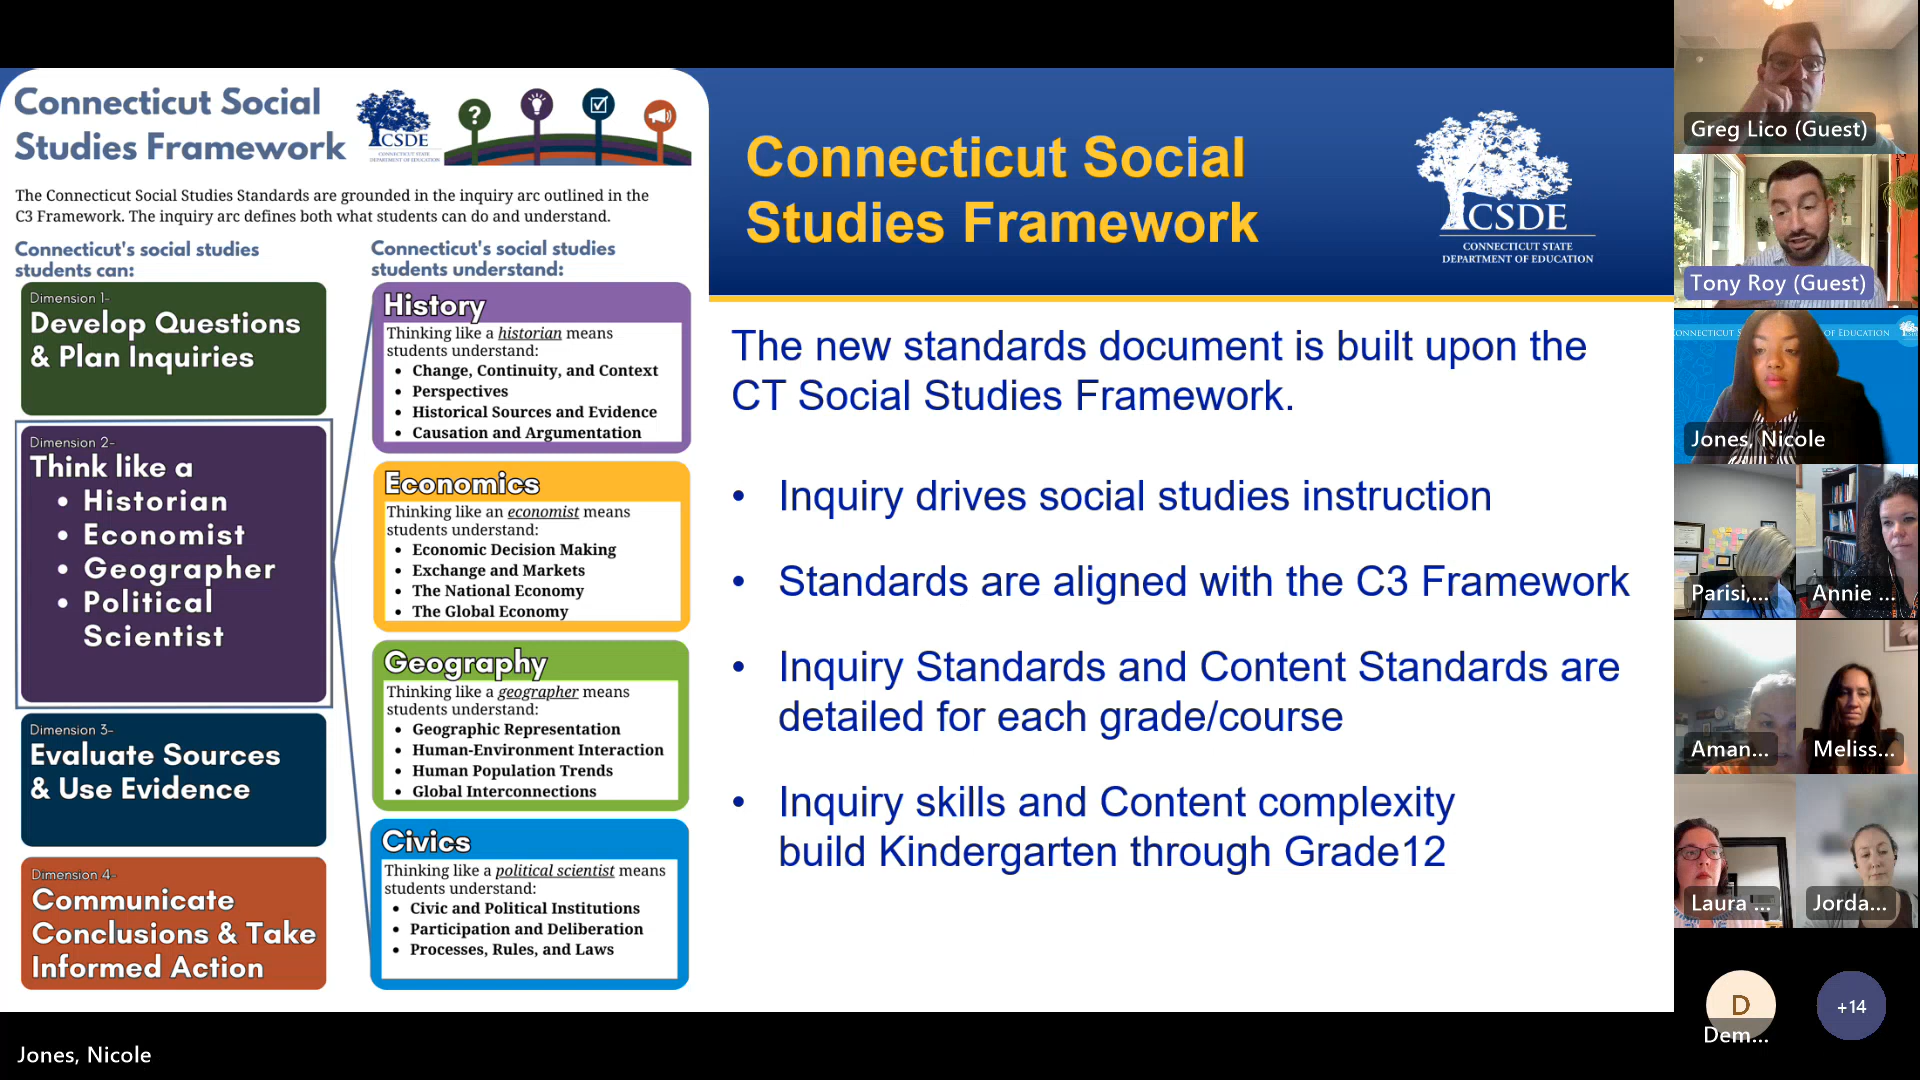 Connecticut Social
Studies Framework
CSDE
CONNECTICUT STATE
DEPARTMENT OF EDUCATION
?
The Connecticut Social Studies Standards are grounded in the inquiry arc outlined in the
C3 Framework. The inquiry arc defines both what students can do and understand.
Connecticut's social studies
students can:
Dimension 1-
Develop Questions
& Plan Inquiries
Dimension 2-
Think like a
• Historian
• Economist
• Geographer
• Political
Scientist
Dimension 3-
Evaluate Sources
& Use Evidence
Dimension 4-
Communicate
Conclusions & Take
Informed Action
Connecticut's social studies
students understand:
History
Thinking like a historian means
students understand:
• Change, Continuity, and Context
• Perspectives
• Historical Sources and Evidence
• Causation and Argumentation
Economics
Thinking like an economist means
students understand:
• Economic Decision Making
• Exchange and Markets
• The National Economy
• The Global Economy
Geography
Thinking like a geographer means
students understand:
• Geographic Representation
• Human-Environment Interaction
• Human Population Trends
• Global Interconnections
Civics
Thinking like a political scientist means
students understand:
• Civic and Political Institutions
• Participation and Deliberation
• Processes, Rules, and Laws
Connecticut Social
Studies Framework
CSDE
CONNECTICUT STATE
DEPARTMENT OF EDUCATION
The new standards document is built upon the
CT Social Studies Framework.
• Inquiry drives social studies instruction
• Standards are aligned with the C3 Framework
• Inquiry Standards and Content Standards are
detailed for each grade/course
• Inquiry skills and Content complexity
build Kindergarten through Grade12
Greg Lico (Guest)
Tony Roy (Guest)
CONNECTICUT S OF EDUCATION
Jones, Nicole
Parisi,...
Annie ...
Aman...
Meliss...
Laura ...
Jorda...
D
Dem...
+14
Jones, Nicole